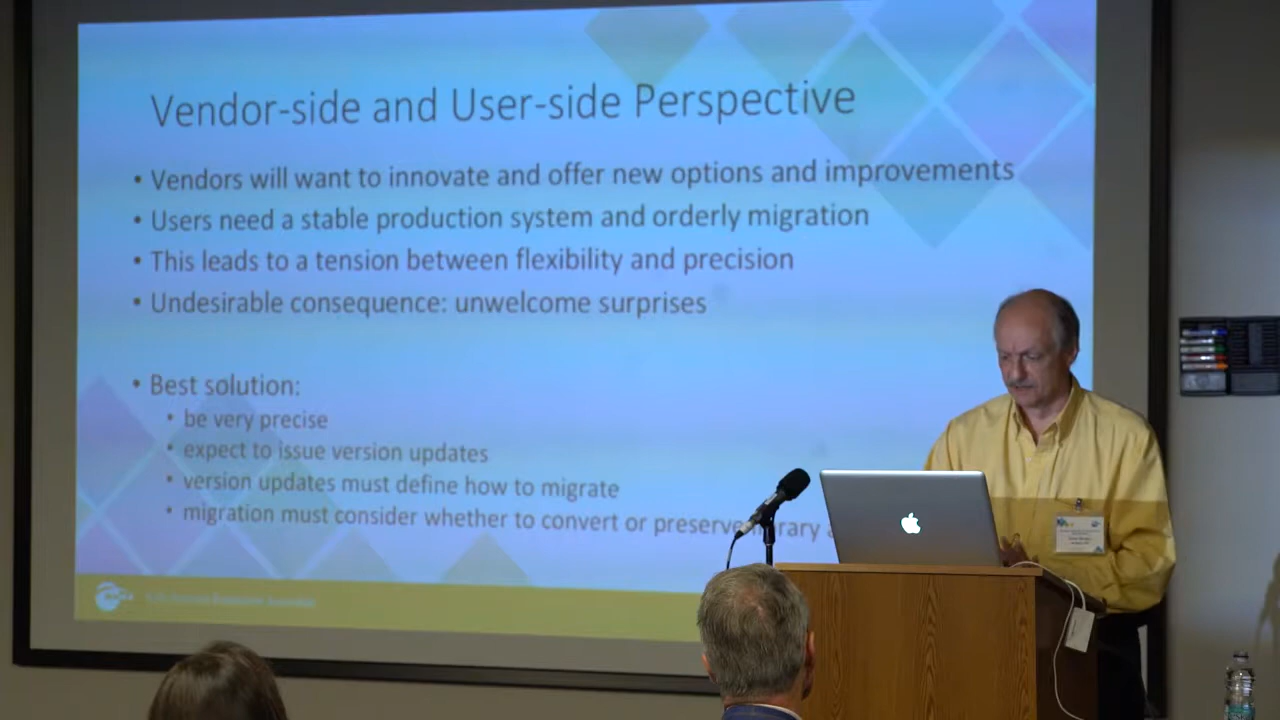 Vendor-side and User-side Perspective
• Vendors will want to innovate and offer new options and improvements
• Users need a stable production system and orderly migration
• This leads to a tension between flexibility and precision
• Undesirable consequence: unwelcome surprises
• Best solution:
• be very precise
• expect to issue version updates
• version updates must define how to migrate
• migration must consider whether to convert or preserve